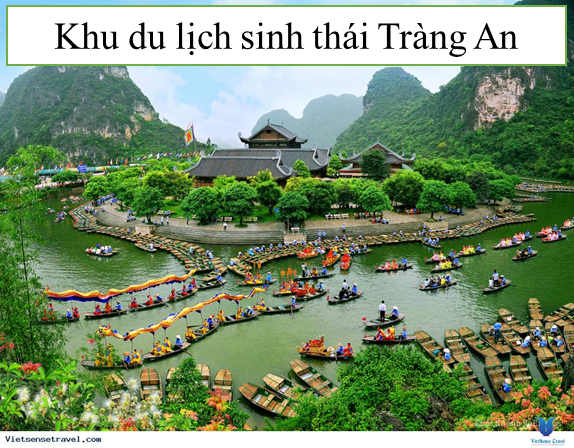 Khu du lịch sinh thái Tràng An
Vietsensetravel.com
VietSense Travel